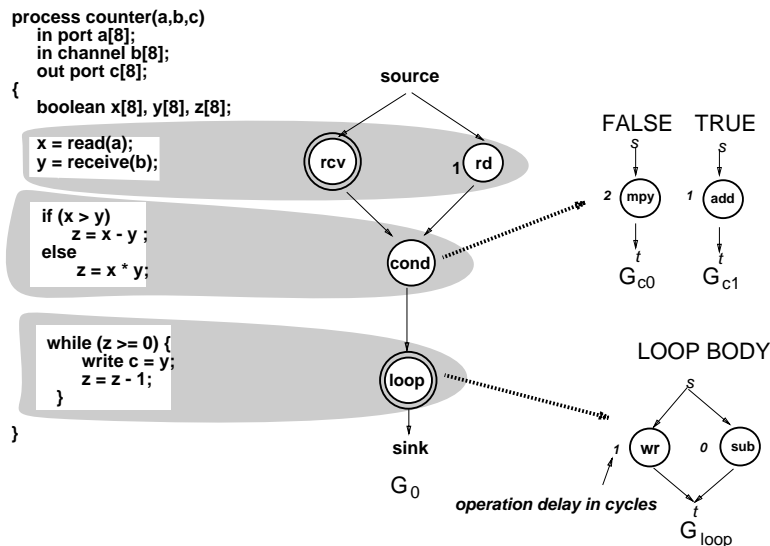 process counter(a,b,c)
in port a[8];
in channel b[8];
out port c[8];
{
boolean x[8], y[8], z[8];
x = read(a);
y = receive(b);
if (x > y)
z = x - y ;
else
z = x * y;
while (z >= 0) {
write c = y;
z = z - 1;
}
}
source
rcv
1 rd
cond
loop
sink
G0
FALSE TRUE
s s
2 mpy 1 add
t t
Gc0 Gc1
LOOP BODY
s
1 wr 0 sub
operation delay in cycles
t
Gloop